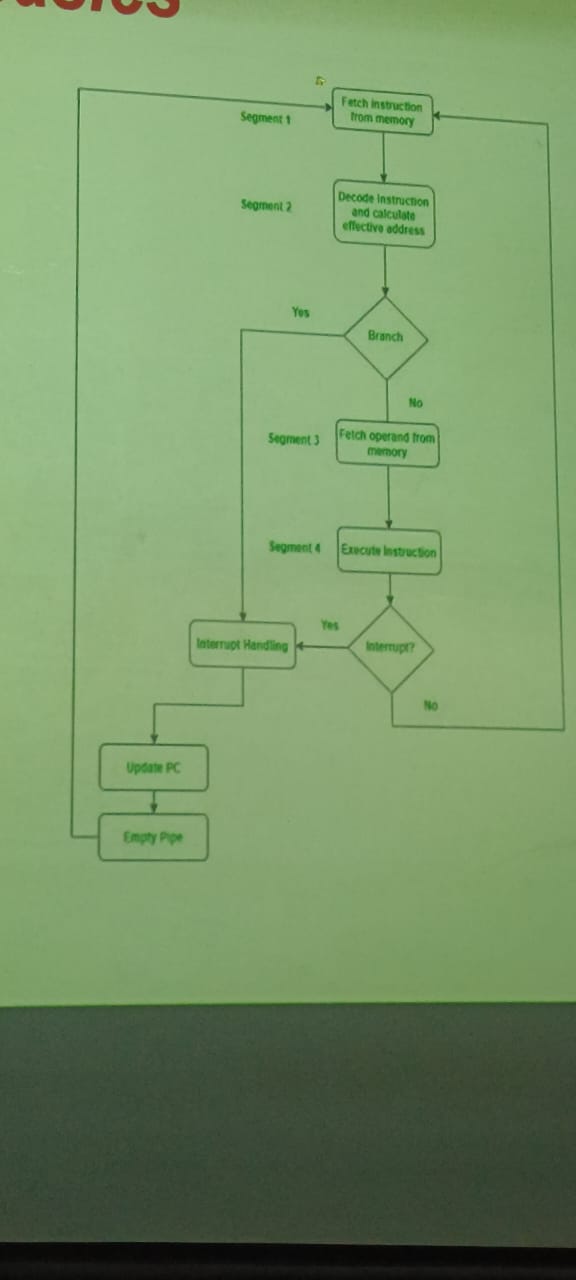 Fetch instruction
from memory
Segment 1
Decode Instruction
and calculate
effective address
Segment 2
Yes
Branch
No
Segment 3
Fetch operand from
memory
Segment 4
Execute Instruction
Yes
Interrupt Handling
Interrupt?
No
Update PC
Empty Pipe